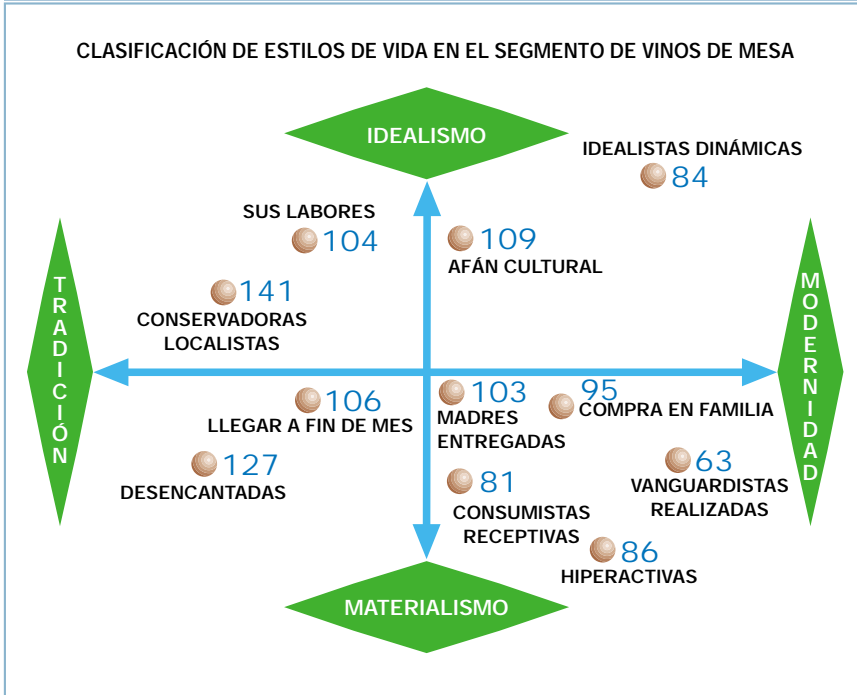 CLASIFICACIÓN DE ESTILOS DE VIDA EN EL SEGMENTO DE VINOS DE MESA
IDEALISMO
IDEALISTAS DINÁMICAS
84
SUS LABORES
104
109
AFÁN CULTURAL
141
CONSERVADORAS
LOCALISTAS
TRADICIÓN
MODERNIDAD
106
LLEGAR A FIN DE MES
103
MADRES
ENTREGADAS
95
COMPRA EN FAMILIA
127
DESENCANTADAS
81
CONSUMISTAS
RECEPTIVAS
63
VANGUARDISTAS
REALIZADAS
86
HIPERACTIVAS
MATERIALISMO